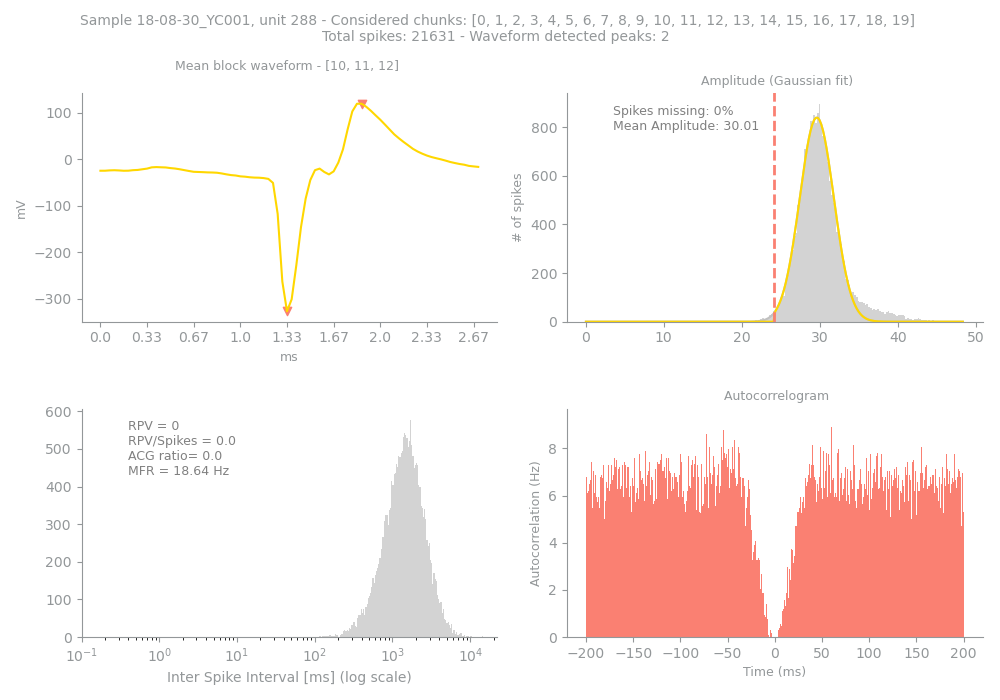 Sample 18-08-30_YC001, unit 288 - Considered chunks: [0, 1, 2, 3, 4, 5, 6, 7, 8, 9, 10, 11, 12, 13, 14, 15, 16, 17, 18, 19]
Total spikes: 21631 - Waveform detected peaks: 2
Mean block waveform - [10, 11, 12]
100
0
−100
−200
−300
mV
0.0 0.33 0.67 1.0 1.33 1.67 2.0 2.33 2.67
ms
Amplitude (Gaussian fit)
Spikes missing: 0%
Mean Amplitude: 30.01
800
600
400
200
0
# of spikes
0 10 20 30 40 50
RPV = 0
RPV/Spikes = 0.0
ACG ratio= 0.0
MFR = 18.64 Hz
600
500
400
300
200
100
0
10⁻¹ 10⁰ 10¹ 10² 10³ 10⁴
Inter Spike Interval [ms] (log scale)
Autocorrelogram
8
6
4
2
0
Autocorrelation (Hz)
−200 −150 −100 −50 0 50 100 150 200
Time (ms)